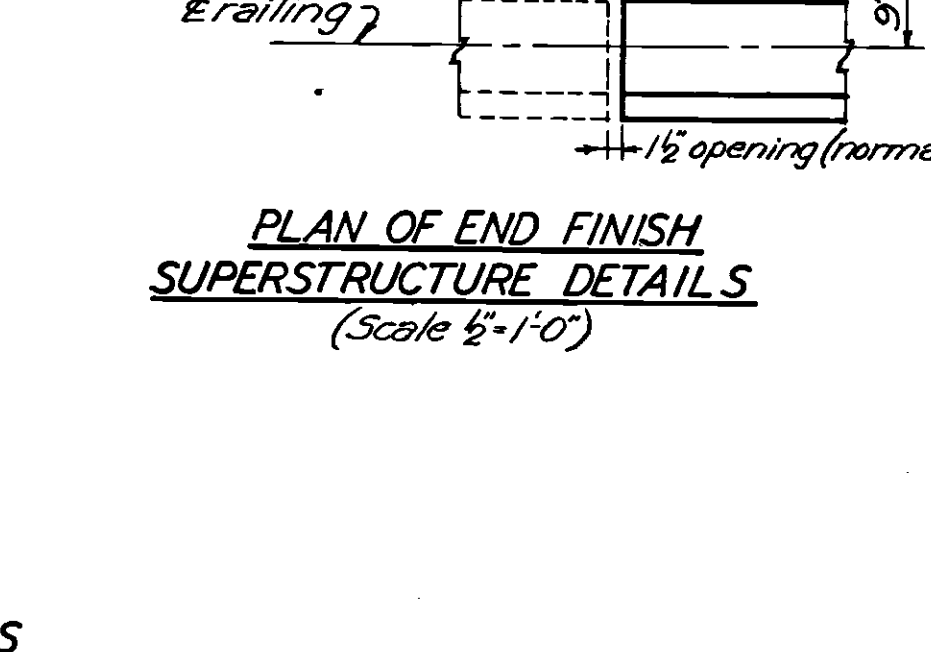 ℄ railing
9'
1½" opening (norma
PLAN OF END FINISH
SUPERSTRUCTURE DETAILS
(Scale ½"=1'-0")
S